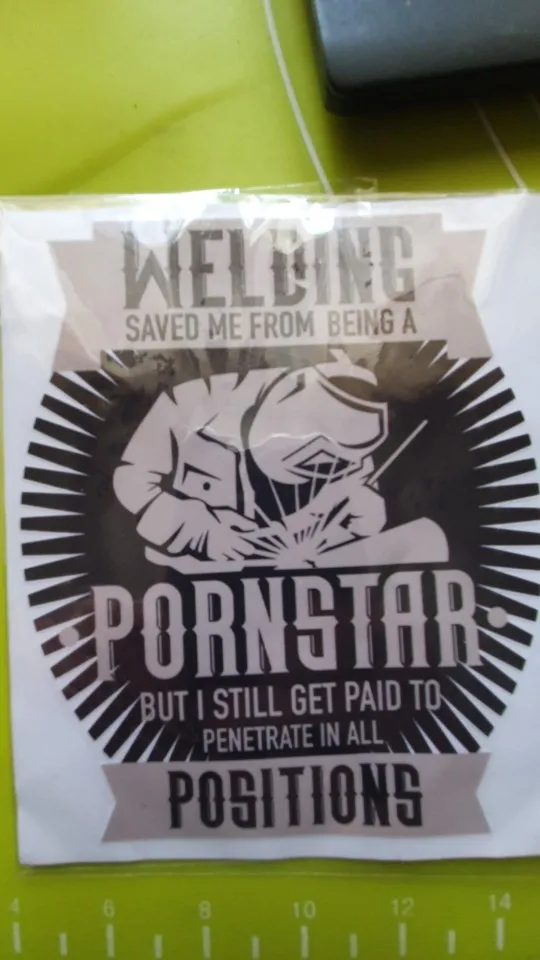 WELDING
SAVED ME FROM BEING A
PORNSTAR
BUT I STILL GET PAID TO
PENETRATE IN ALL
POSITIONS
4 6 8 10 12 14